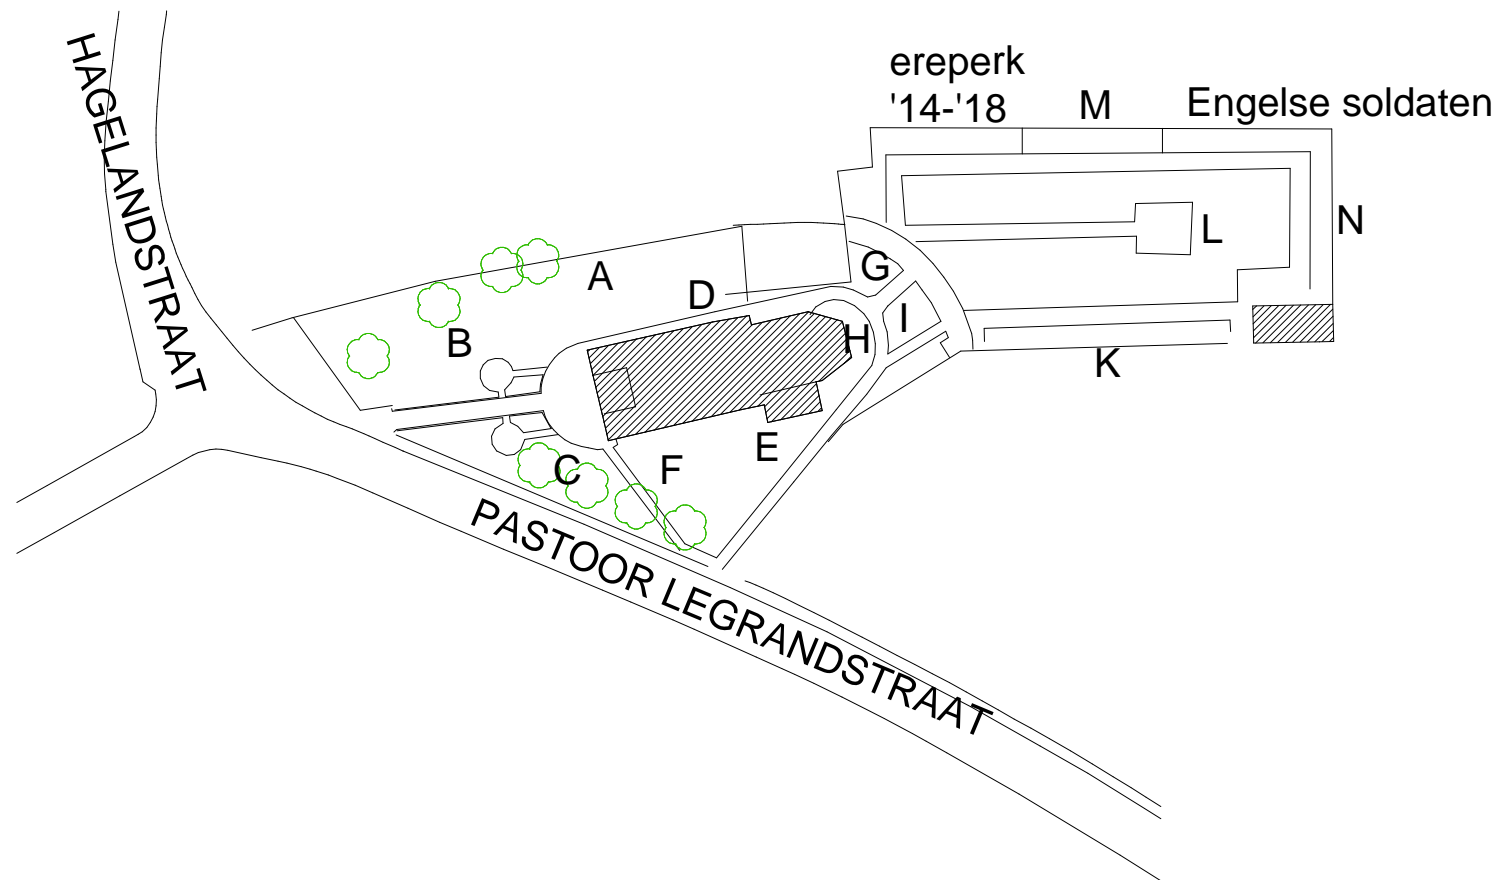 HAGELANDSTRAAT
ereperk
'14-'18
M
Engelse soldaten
N
L
A
G
D
I
B
H
K
E
C
F
PASTOOR LEGRANDSTRAAT